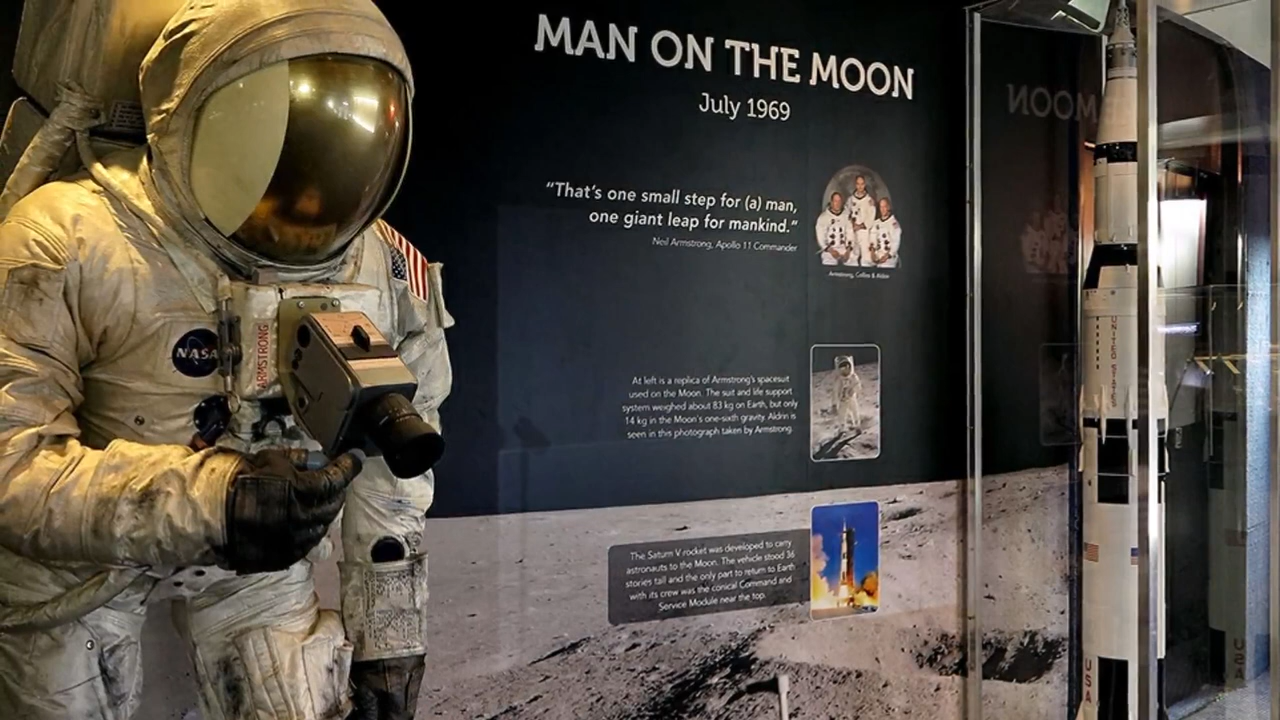 MAN ON THE MOON
July 1969
“That's one small step for (a) man,
one giant leap for mankind.”
Neil Armstrong, Apollo 11 Commander
Armstrong, Collins & Aldrin
At left is a replica of Armstrong's spacesuit
used on the Moon. The suit and life support
system weighed about 83 kg on Earth, but only
14 kg in the Moon's one-sixth gravity. Aldrin is
seen in this photograph taken by Armstrong.
The Saturn V rocket was developed to carry
astronauts to the Moon. The vehicle stood 36
stories tall and the only part to return to Earth
with its crew was the conical Command and
Service Module near the top.
NASA
ARMSTRONG
UNITED STATES
USA
MOON
USA